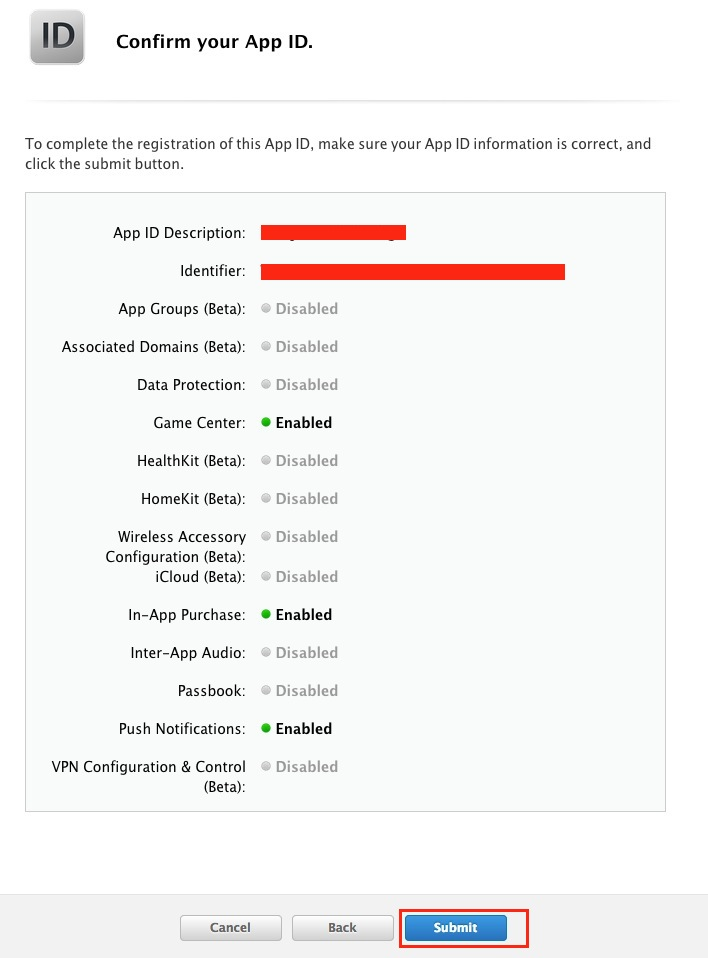 ID
Confirm your App ID.
To complete the registration of this App ID, make sure your App ID information is correct, and
click the submit button.
App ID Description:
Identifier:
App Groups (Beta): Disabled
Associated Domains (Beta): Disabled
Data Protection: Disabled
Game Center: Enabled
HealthKit (Beta): Disabled
HomeKit (Beta): Disabled
Wireless Accessory Disabled
Configuration (Beta):
iCloud (Beta): Disabled
In-App Purchase: Enabled
Inter-App Audio: Disabled
Passbook: Disabled
Push Notifications: Enabled
VPN Configuration & Control Disabled
(Beta):
Cancel Back Submit